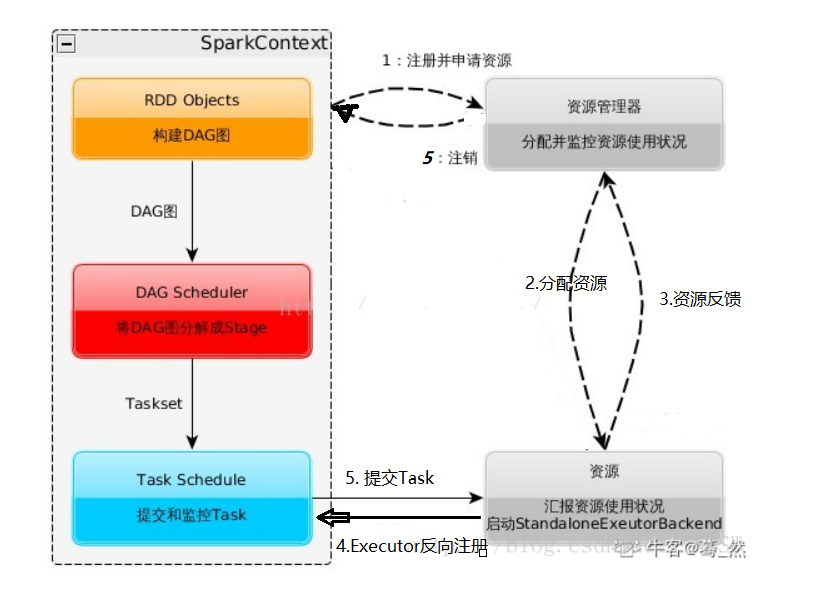 SparkContext
1：注册并申请资源
RDD Objects
构建DAG图
资源管理器
分配并监控资源使用状况
5：注销
DAG图
2.分配资源
3.资源反馈
DAG Scheduler
将DAG图分解成Stage
Taskset
Task Schedule
提交和监控Task
5. 提交Task
资源
汇报资源使用状况
启动StandaloneExeutorBackend
4.Executor反向注册
牛客@蒟_然